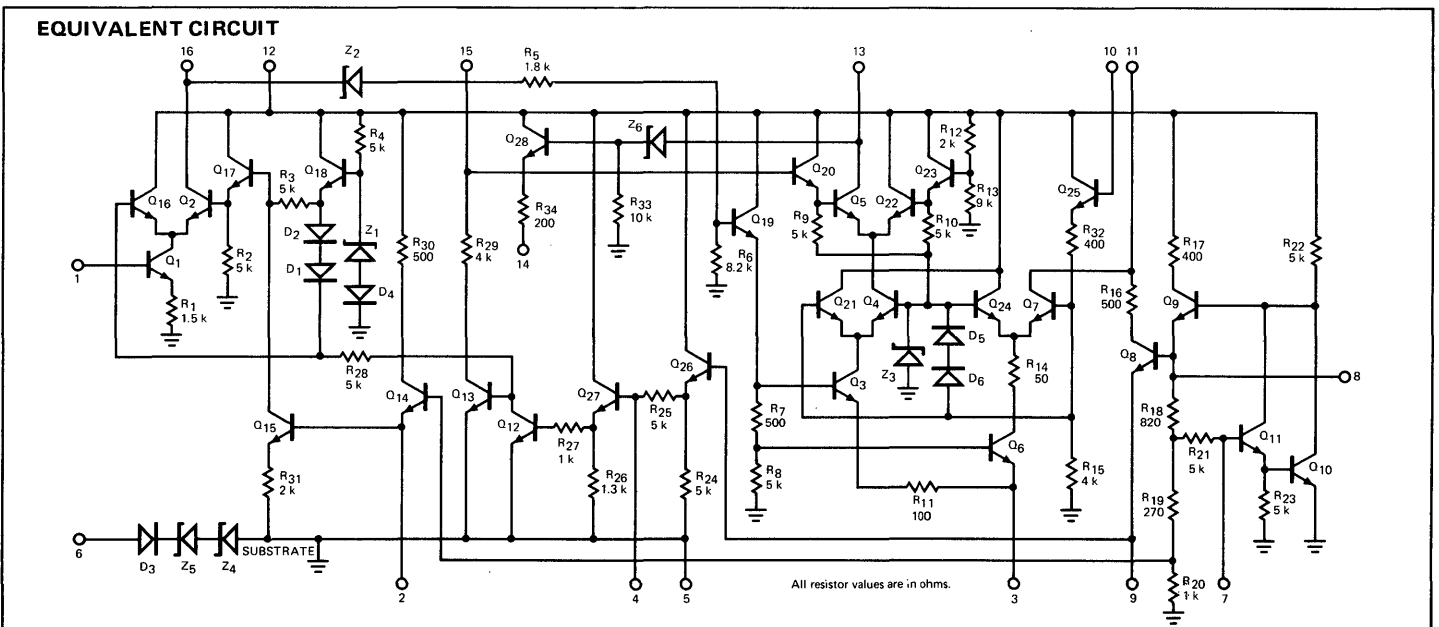 EQUIVALENT CIRCUIT
16
12
Z2
15
R5
1.8 k
13
10
11
R4
5 k
Q28
Z6
R12
2 k
Q17
Q18
R3
5 k
Q16
Q2
Q20
Q5
Q22
Q23
R13
9 k
Q25
R34
200
R33
10 k
Q19
R9
5 k
R10
5 k
R32
400
D2
Z1
R30
500
R29
4 k
R17
400
R22
5 k
1
Q1
R2
5 k
D1
D4
14
R6
8.2 k
R1
1.5 k
Q21
Q4
Q24
Q7
R16
500
Q9
R28
5 k
Z3
D5
D6
R14
50
Q8
8
Q26
Q14
Q13
Q27
R25
5 k
Q3
R7
500
R18
820
Q15
Q12
R27
1 k
Q6
R21
5 k
Q11
Q10
R31
2 k
R26
1.3 k
R24
5 k
R8
5 k
R11
100
R15
4 k
R19
270
R23
5 k
6
D3
Z5
Z4
SUBSTRATE
2
4
5
All resistor values are in ohms.
3
9
R20
1 k
7